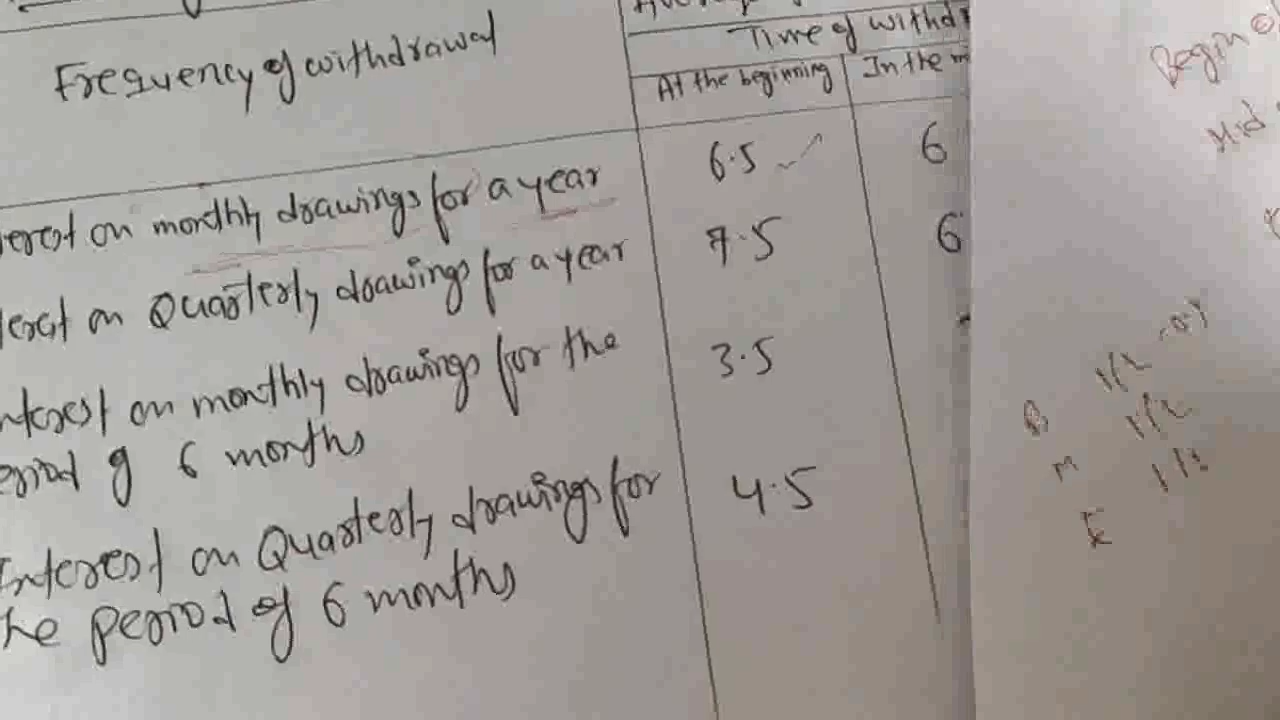 Time of withd
Frequency of withdrawal
At the beginning In the m
erest on monthly drawings for a year 6.5 6
terest on Quarterly drawings for a year 7.5 6
nterest on monthly drawings for the 3.5
eriod of 6 months
Interest on Quarterly drawings for 4.5
he period of 6 months
Begin
Mid
B
M
E